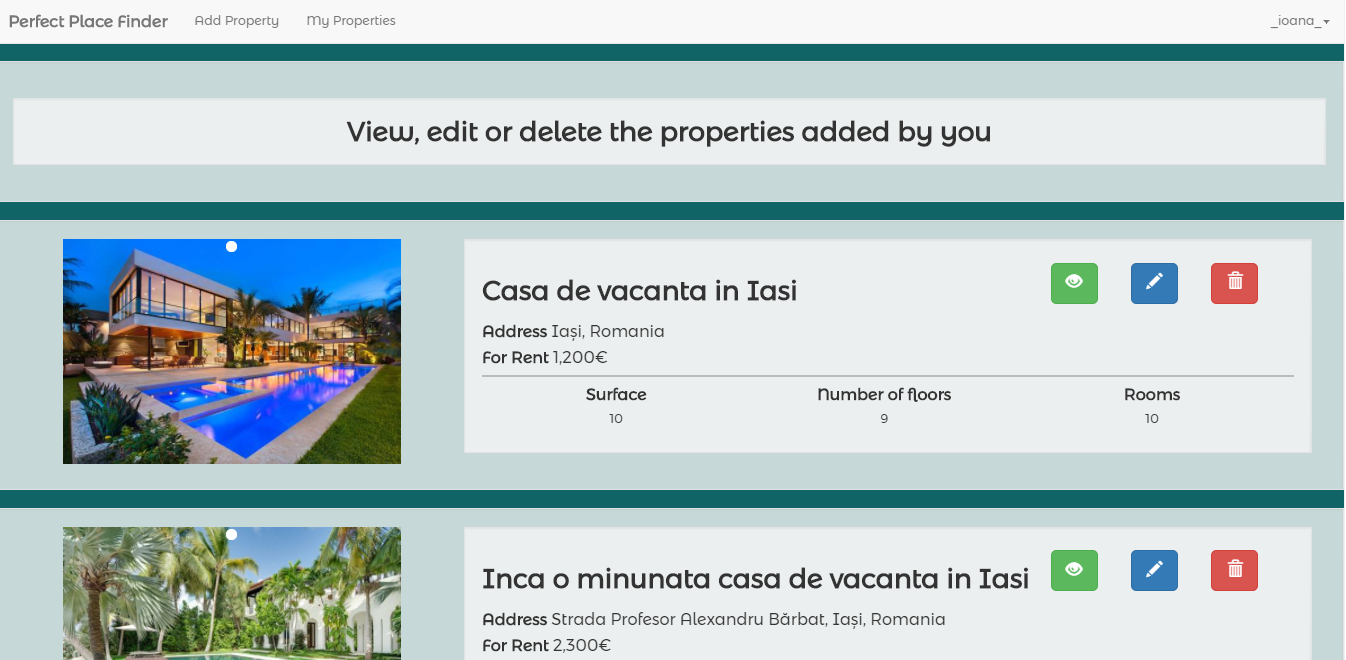 Perfect Place Finder Add Property My Properties _ioana_
View, edit or delete the properties added by you
Casa de vacanta in Iasi
Address Iași, Romania
For Rent 1,200€
Surface Number of floors Rooms
10 9 10
Inca o minunata casa de vacanta in Iasi
Address Strada Profesor Alexandru Bărbat, Iași, Romania
For Rent 2,300€